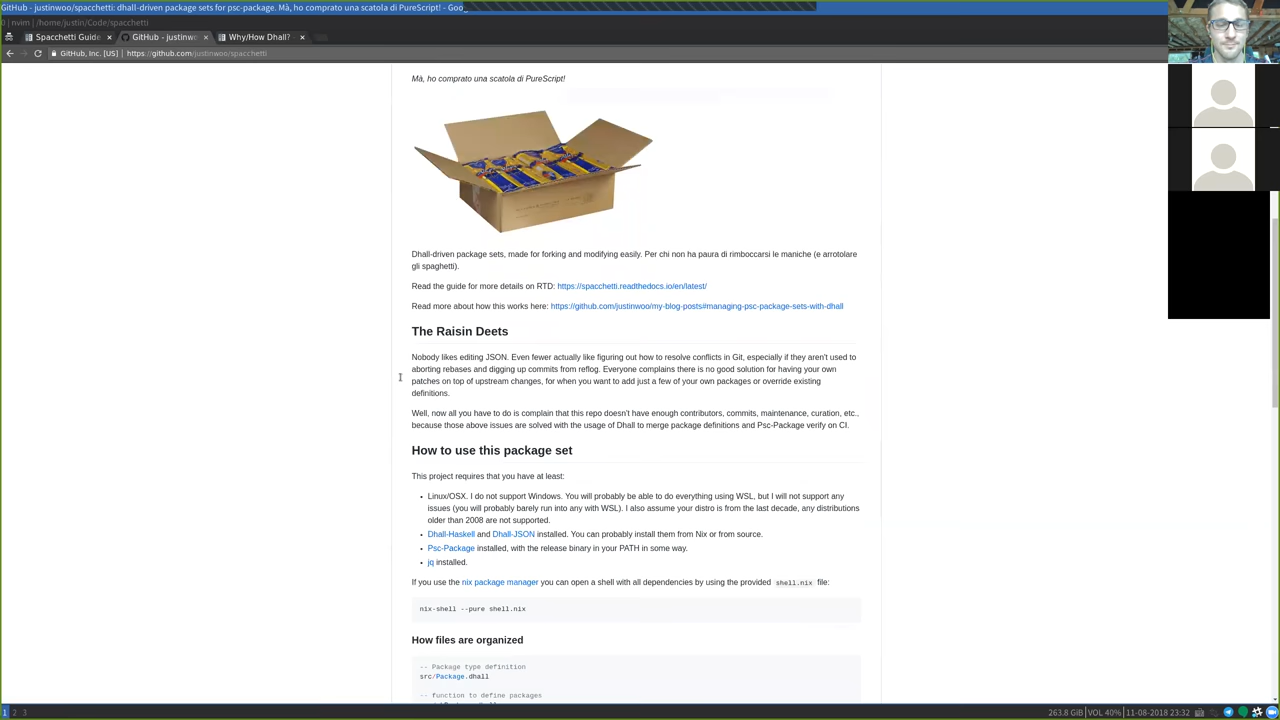 GitHub - justinwoo/spacchetti: dhall-driven package sets for psc-package. Mà, ho comprato una scatola di PureScript! - Goog
0 | nvim | /home/justin/Code/spacchetti
Spacchetti Guide × GitHub - justinwo × Why/How Dhall? ×
GitHub, Inc. [US] | https://github.com/justinwoo/spacchetti
Mà, ho comprato una scatola di PureScript!
Dhall-driven package sets, made for forking and modifying easily. Per chi non ha paura di rimboccarsi le maniche (e arrotolare
gli spaghetti).
Read the guide for more details on RTD: https://spacchetti.readthedocs.io/en/latest/
Read more about how this works here: https://github.com/justinwoo/my-blog-posts#managing-psc-package-sets-with-dhall
The Raisin Deets
Nobody likes editing JSON. Even fewer actually like figuring out how to resolve conflicts in Git, especially if they aren't used to
aborting rebases and digging up commits from reflog. Everyone complains there is no good solution for having your own
patches on top of upstream changes, for when you want to add just a few of your own packages or override existing
definitions.
Well, now all you have to do is complain that this repo doesn't have enough contributors, commits, maintenance, curation, etc.,
because those above issues are solved with the usage of Dhall to merge package definitions and Psc-Package verify on CI.
How to use this package set
This project requires that you have at least:
• Linux/OSX. I do not support Windows. You will probably be able to do everything using WSL, but I will not support any
issues (you will probably barely run into any with WSL). I also assume your distro is from the last decade, any distributions
older than 2008 are not supported.
• Dhall-Haskell and Dhall-JSON installed. You can probably install them from Nix or from source.
• Psc-Package installed, with the release binary in your PATH in some way.
• jq installed.
If you use the nix package manager you can open a shell with all dependencies by using the provided shell.nix file:
nix-shell --pure shell.nix
How files are organized
-- Package type definition
src/Package.dhall
-- function to define packages
1 2 3
263.8 GiB|VOL 40%|11-08-2018 23:32